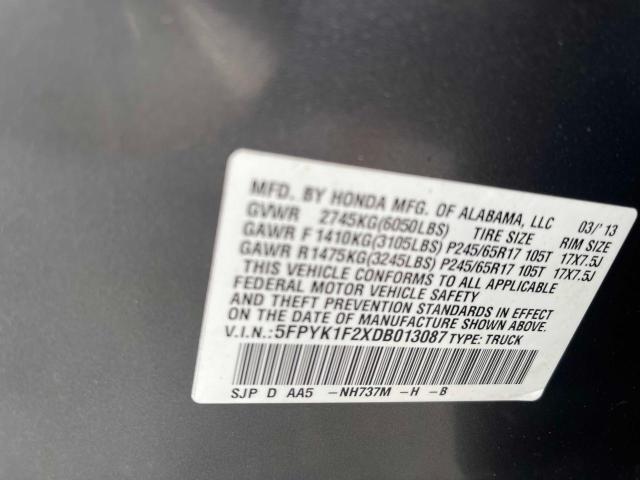 MFD. BY HONDA MFG. OF ALABAMA, LLC 03/'13
GVWR 2745KG(6050LBS) TIRE SIZE RIM SIZE
GAWR F 1410KG(3105LBS) P245/65R17 105T 17X7.5J
GAWR R1475KG(3245LBS) P245/65R17 105T 17X7.5J
THIS VEHICLE CONFORMS TO ALL APPLICABLE
FEDERAL MOTOR VEHICLE SAFETY
AND THEFT PREVENTION STANDARDS IN EFFECT
ON THE DATE OF MANUFACTURE SHOWN ABOVE.
V.I.N.:5FPYK1F2XDB013087 TYPE: TRUCK
SJP D AA5 -NH737M -H -B